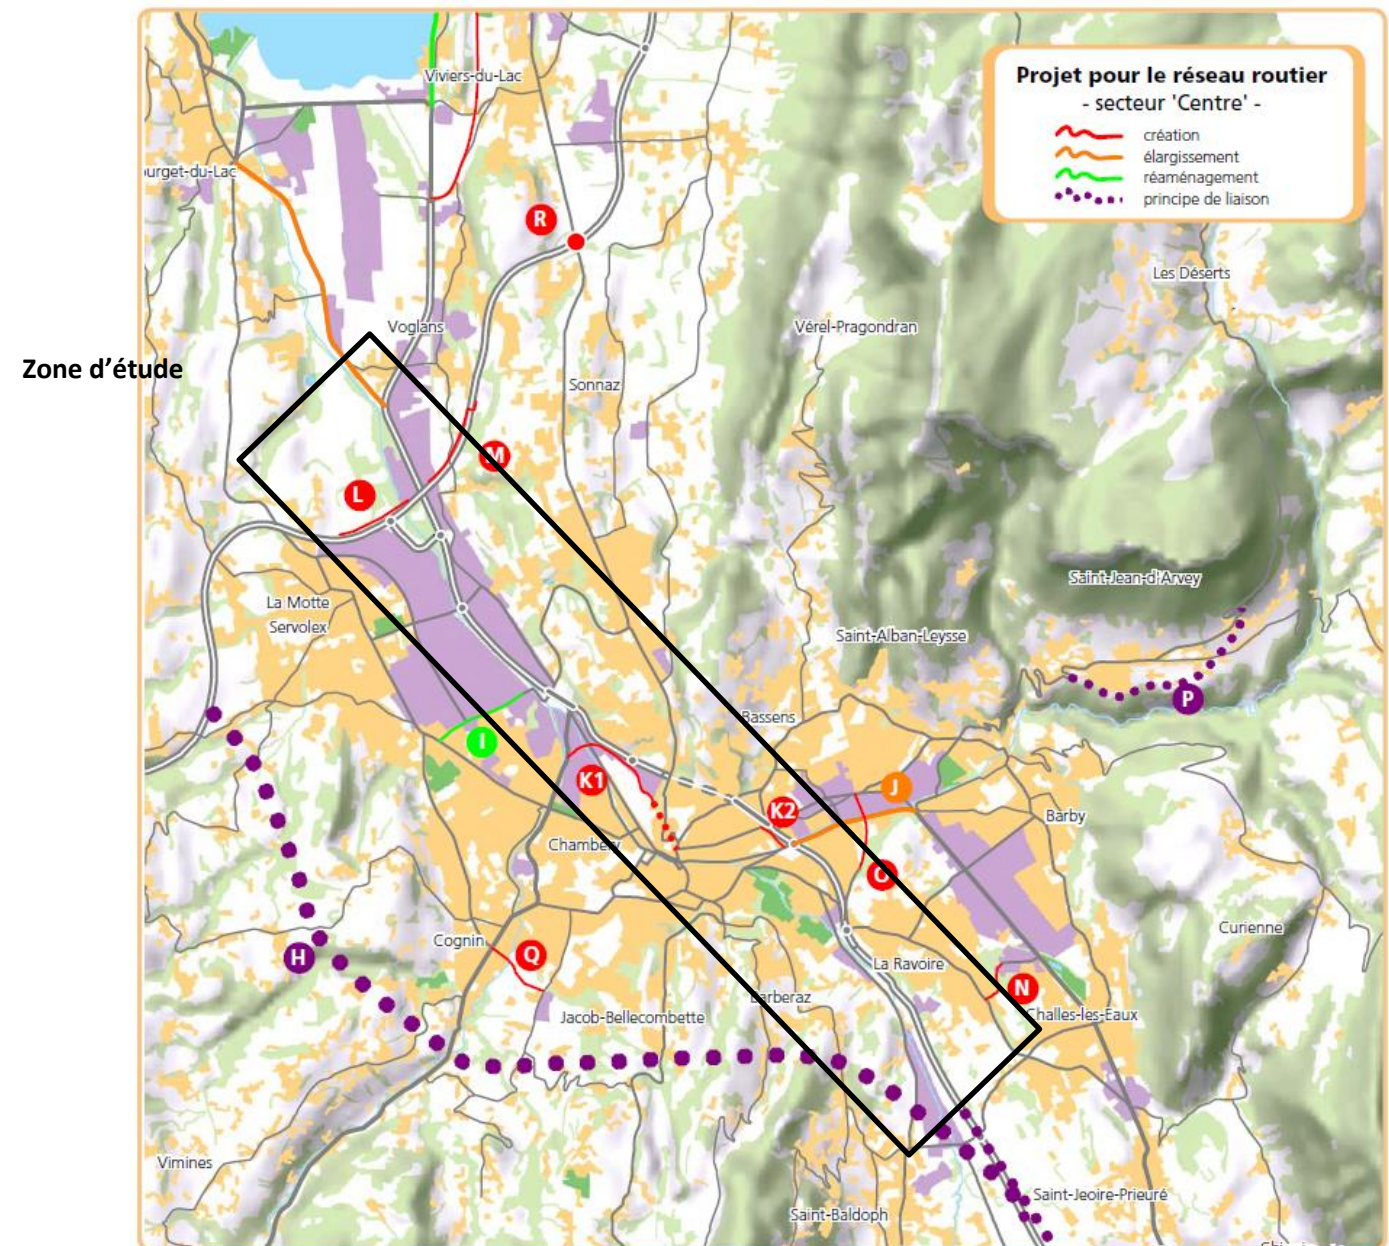 Viviers-du-Lac
Projet pour le réseau routier
- secteur 'Centre' -
création
élargissement
réaménagement
principe de liaison
urget-du-Lac
R
Les Déserts
Voglans
Vérel-Pragondran
Zone d'étude
Sonnaz
M
L
Saint-Jean-d'Arvey
La Motte
Servolex
Saint-Alban-Leysse
P
Bassens
I
K1
J
K2
Barby
Chambéry
O
Curienne
Cognin
Q
H
La Ravoire
N
Barberaz
Challes-les-Eaux
Jacob-Bellecombette
Vimines
Saint-Jeoire-Prieuré
Saint-Baldoph